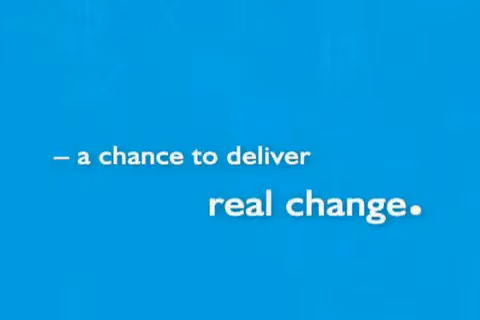 – a chance to deliver
real change.